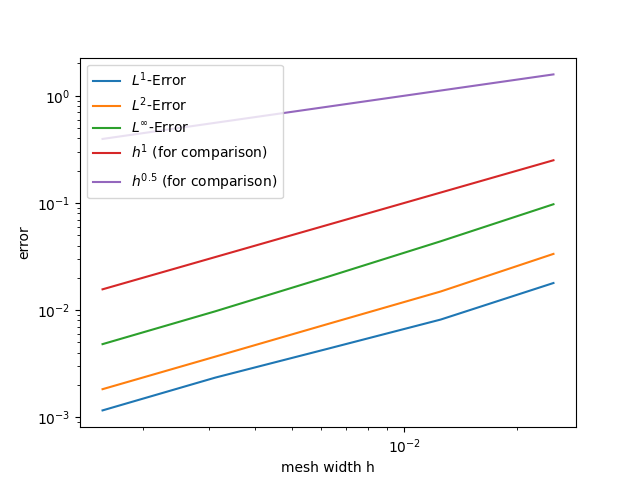 L¹-Error
L²-Error
L^∞-Error
h¹ (for comparison)
h^0.5 (for comparison)
10⁰
10⁻¹
10⁻²
10⁻³
error
10⁻²
mesh width h